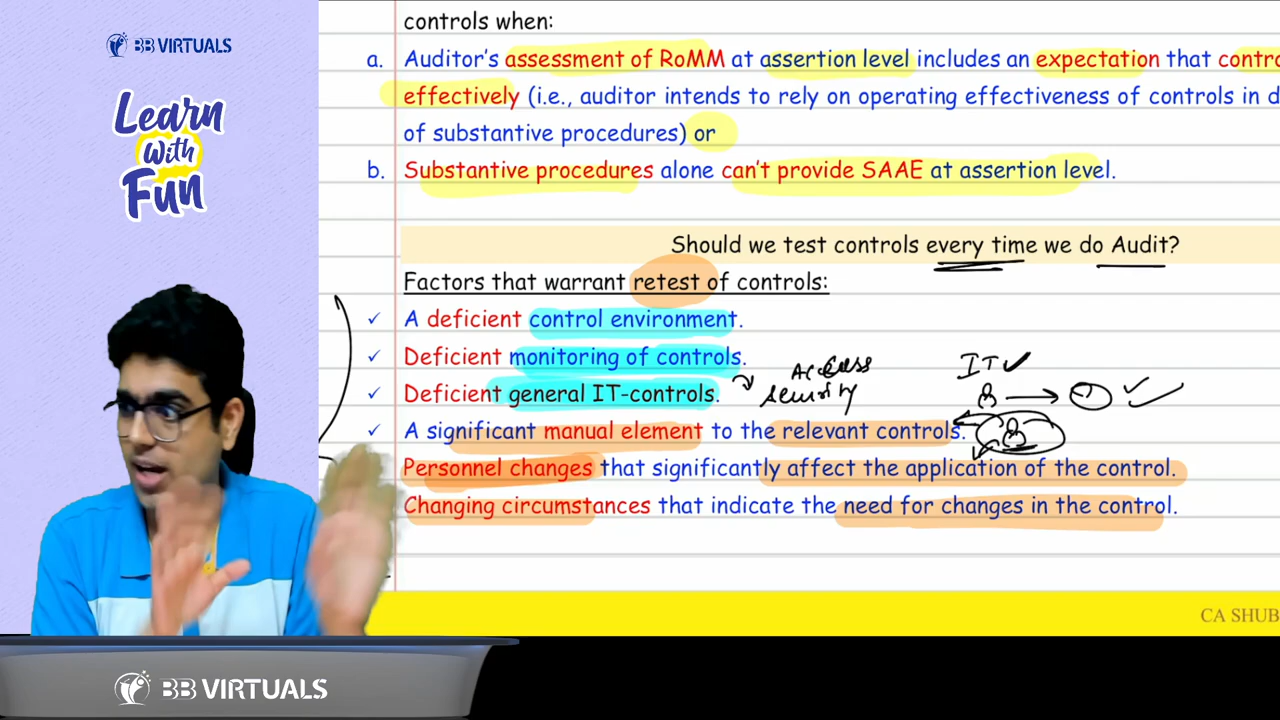 BB VIRTUALS
Learn
With
Fun
controls when:
a. Auditor's assessment of RoMM at assertion level includes an expectation that
effectively (i.e., auditor intends to rely on operating effectiveness of controls in
of substantive procedures) or
b. Substantive procedures alone can't provide SAAE at assertion level.
Should we test controls every time we do Audit?
Factors that warrant retest of controls:
✓ A deficient control environment.
✓ Deficient monitoring of controls.
✓ Deficient general IT-controls.
Access
Security
IT✓
✓ A significant manual element to the relevant controls.
Personnel changes that significantly affect the application of the control.
Changing circumstances that indicate the need for changes in the control.
CA SHUB
BB VIRTUALS